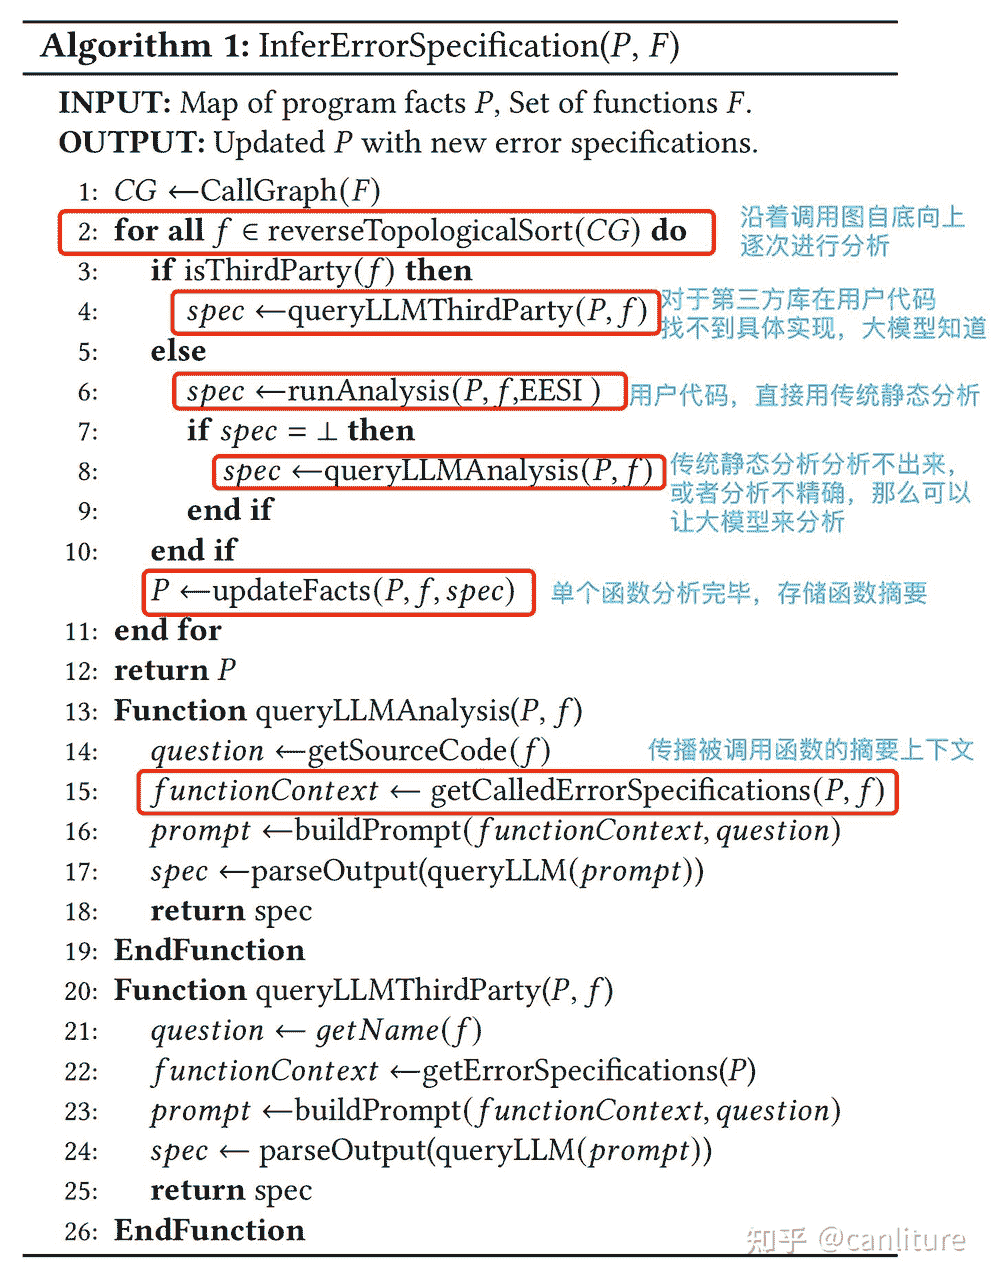 Algorithm 1: InferErrorSpecification(P, F)
INPUT: Map of program facts P, Set of functions F.
OUTPUT: Updated P with new error specifications.
1: CG ←CallGraph(F)
2: for all f ∈ reverseTopologicalSort(CG) do
沿着调用图自底向上
逐次进行分析
3: if isThirdParty(f) then
4: spec ←queryLLMThirdParty(P, f)
对于第三方库在用户代码
找不到具体实现，大模型知道
5: else
6: spec ←runAnalysis(P, f,EESI )
用户代码，直接用传统静态分析
7: if spec = ⊥ then
8: spec ←queryLLMAnalysis(P, f)
传统静态分析分析不出来，
或者分析不精确，那么可以
让大模型来分析
9: end if
10: end if
P ←updateFacts(P, f, spec)
单个函数分析完毕，存储函数摘要
11: end for
12: return P
13: Function queryLLMAnalysis(P, f)
14: question ←getSourceCode(f)
传播被调用函数的摘要上下文
15: functionContext ← getCalledErrorSpecifications(P, f)
16: prompt ←buildPrompt(functionContext, question)
17: spec ←parseOutput(queryLLM(prompt))
18: return spec
19: EndFunction
20: Function queryLLMThirdParty(P, f)
21: question ← getName(f)
22: functionContext ←getErrorSpecifications(P)
23: prompt ←buildPrompt(functionContext, question)
24: spec ← parseOutput(queryLLM(prompt))
25: return spec
26: EndFunction
知乎 @canliture